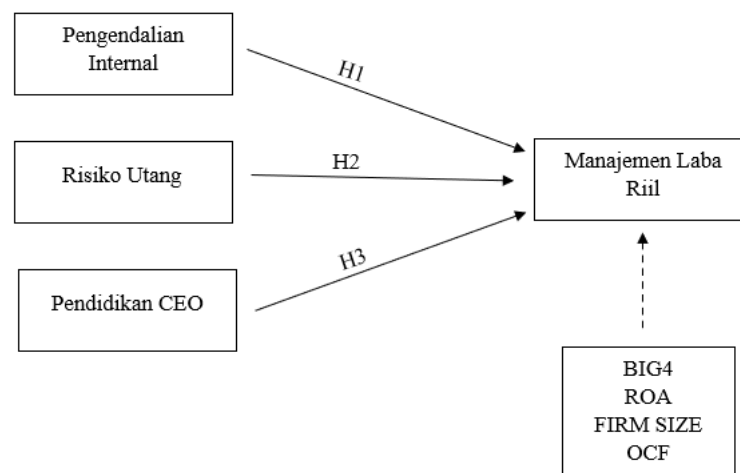 Pengendalian
Internal
H1
Risiko Utang
H2
Manajemen Laba
Riil
Pendidikan CEO
H3
BIG4
ROA
FIRM SIZE
OCF